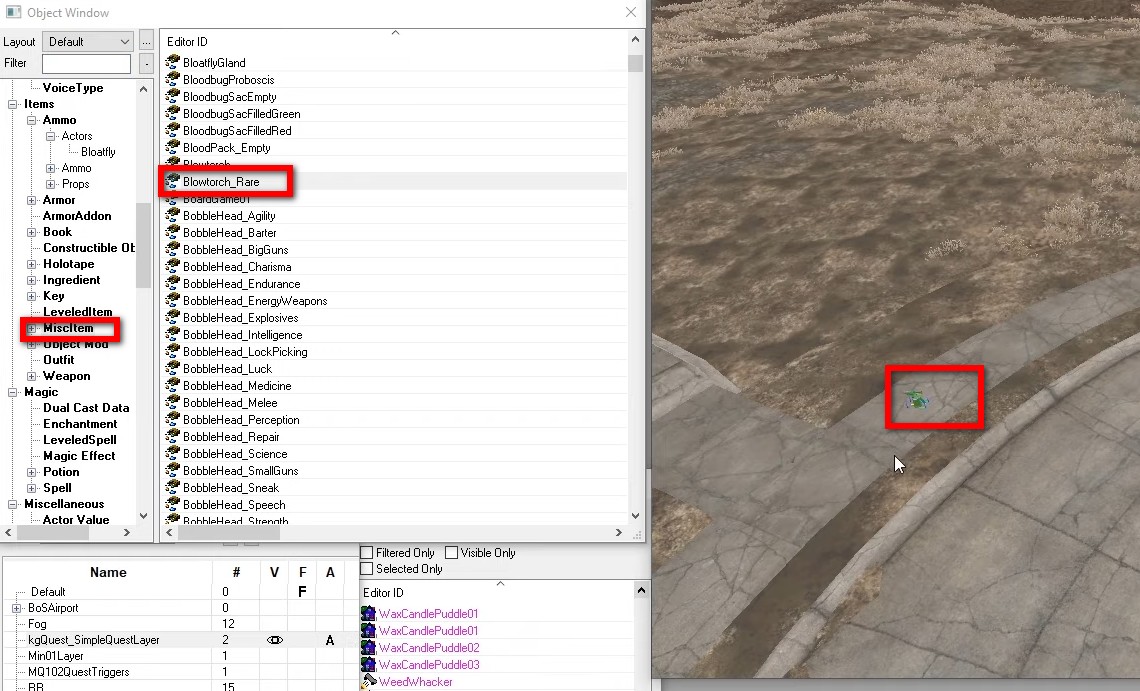 Object Window
Layout Default ...
Filter
Editor ID
VoiceType
Items
Ammo
Actors
Bloatfly
Ammo
Props
Armor
ArmorAddon
Book
Constructible Ob
Holotape
Ingredient
Key
LeveledItem
MiscItem
Object Mod
Outfit
Weapon
Magic
Dual Cast Data
Enchantment
LeveledSpell
Magic Effect
Potion
Spell
Miscellaneous
Actor Value
BloatflyGland
BloodbugProboscis
BloodbugSacEmpty
BloodbugSacFilledGreen
BloodbugSacFilledRed
BloodPack_Empty
Blowtorch
Blowtorch_Rare
BoardGame01
BobbleHead_Agility
BobbleHead_Barter
BobbleHead_BigGuns
BobbleHead_Charisma
BobbleHead_Endurance
BobbleHead_EnergyWeapons
BobbleHead_Explosives
BobbleHead_Intelligence
BobbleHead_LockPicking
BobbleHead_Luck
BobbleHead_Medicine
BobbleHead_Melee
BobbleHead_Perception
BobbleHead_Repair
BobbleHead_Science
BobbleHead_SmallGuns
BobbleHead_Sneak
BobbleHead_Speech
BobbleHead_Strength
Name # V F A
Default 0 F
BoSAirport 0
Fog 12
kgQuest_SimpleQuestLayer 2 A
Min01Layer 1
MQ102QuestTriggers 1
BB 15
Filtered Only Visible Only
Selected Only
Editor ID
WaxCandlePuddle01
WaxCandlePuddle01
WaxCandlePuddle02
WaxCandlePuddle03
WeedWhacker